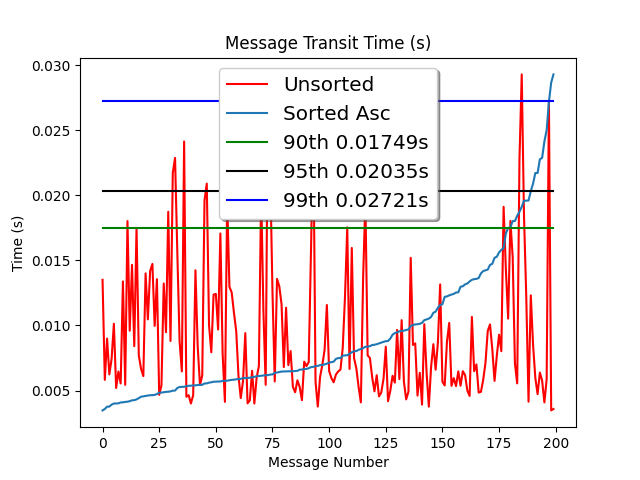 Message Transit Time (s)
0.030
0.025
0.020
0.015
0.010
0.005
Time (s)
Unsorted
Sorted Asc
90th 0.01749s
95th 0.02035s
99th 0.02721s
0 25 50 75 100 125 150 175 200
Message Number